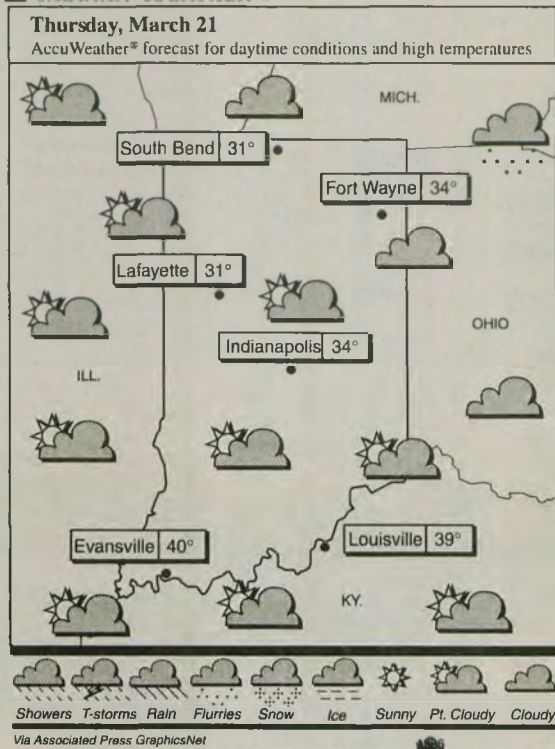 Thursday, March 21
AccuWeather® forecast for daytime conditions and high temperatures
MICH.
South Bend 31°
Fort Wayne 34°
Lafayette 31°
OHIO
Indianapolis 34°
ILL.
Evansville 40°
Louisville 39°
KY.
Showers T-storms Rain Flurries Snow Ice Sunny Pt. Cloudy Cloudy
Via Associated Press GraphicsNet